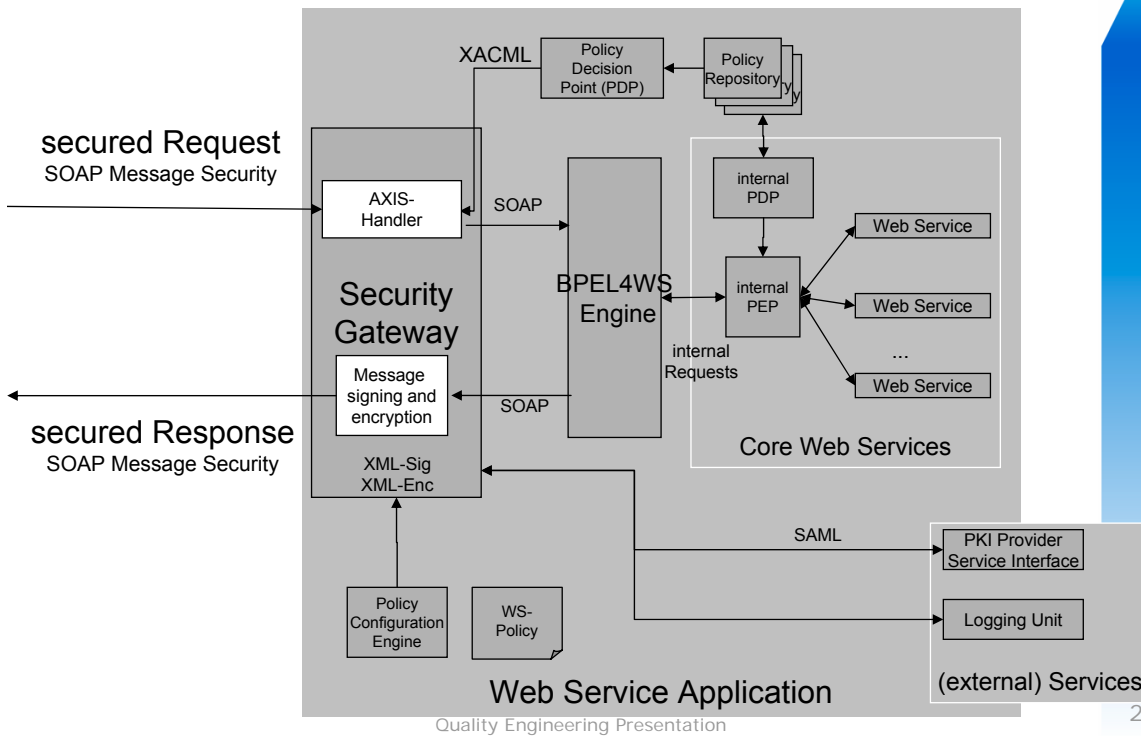 XACML
Policy
Decision
Point (PDP)
Policy
Repository
ry
y
secured Request
SOAP Message Security
AXIS-
Handler
SOAP
internal
PDP
Web Service
Security
Gateway
BPEL4WS
Engine
internal
PEP
Web Service
internal
Requests
...
Web Service
Message
signing and
encryption
SOAP
secured Response
SOAP Message Security
Core Web Services
XML-Sig
XML-Enc
SAML
PKI Provider
Service Interface
Policy
Configuration
Engine
WS-
Policy
Logging Unit
(external) Services
Web Service Application
Quality Engineering Presentation
2